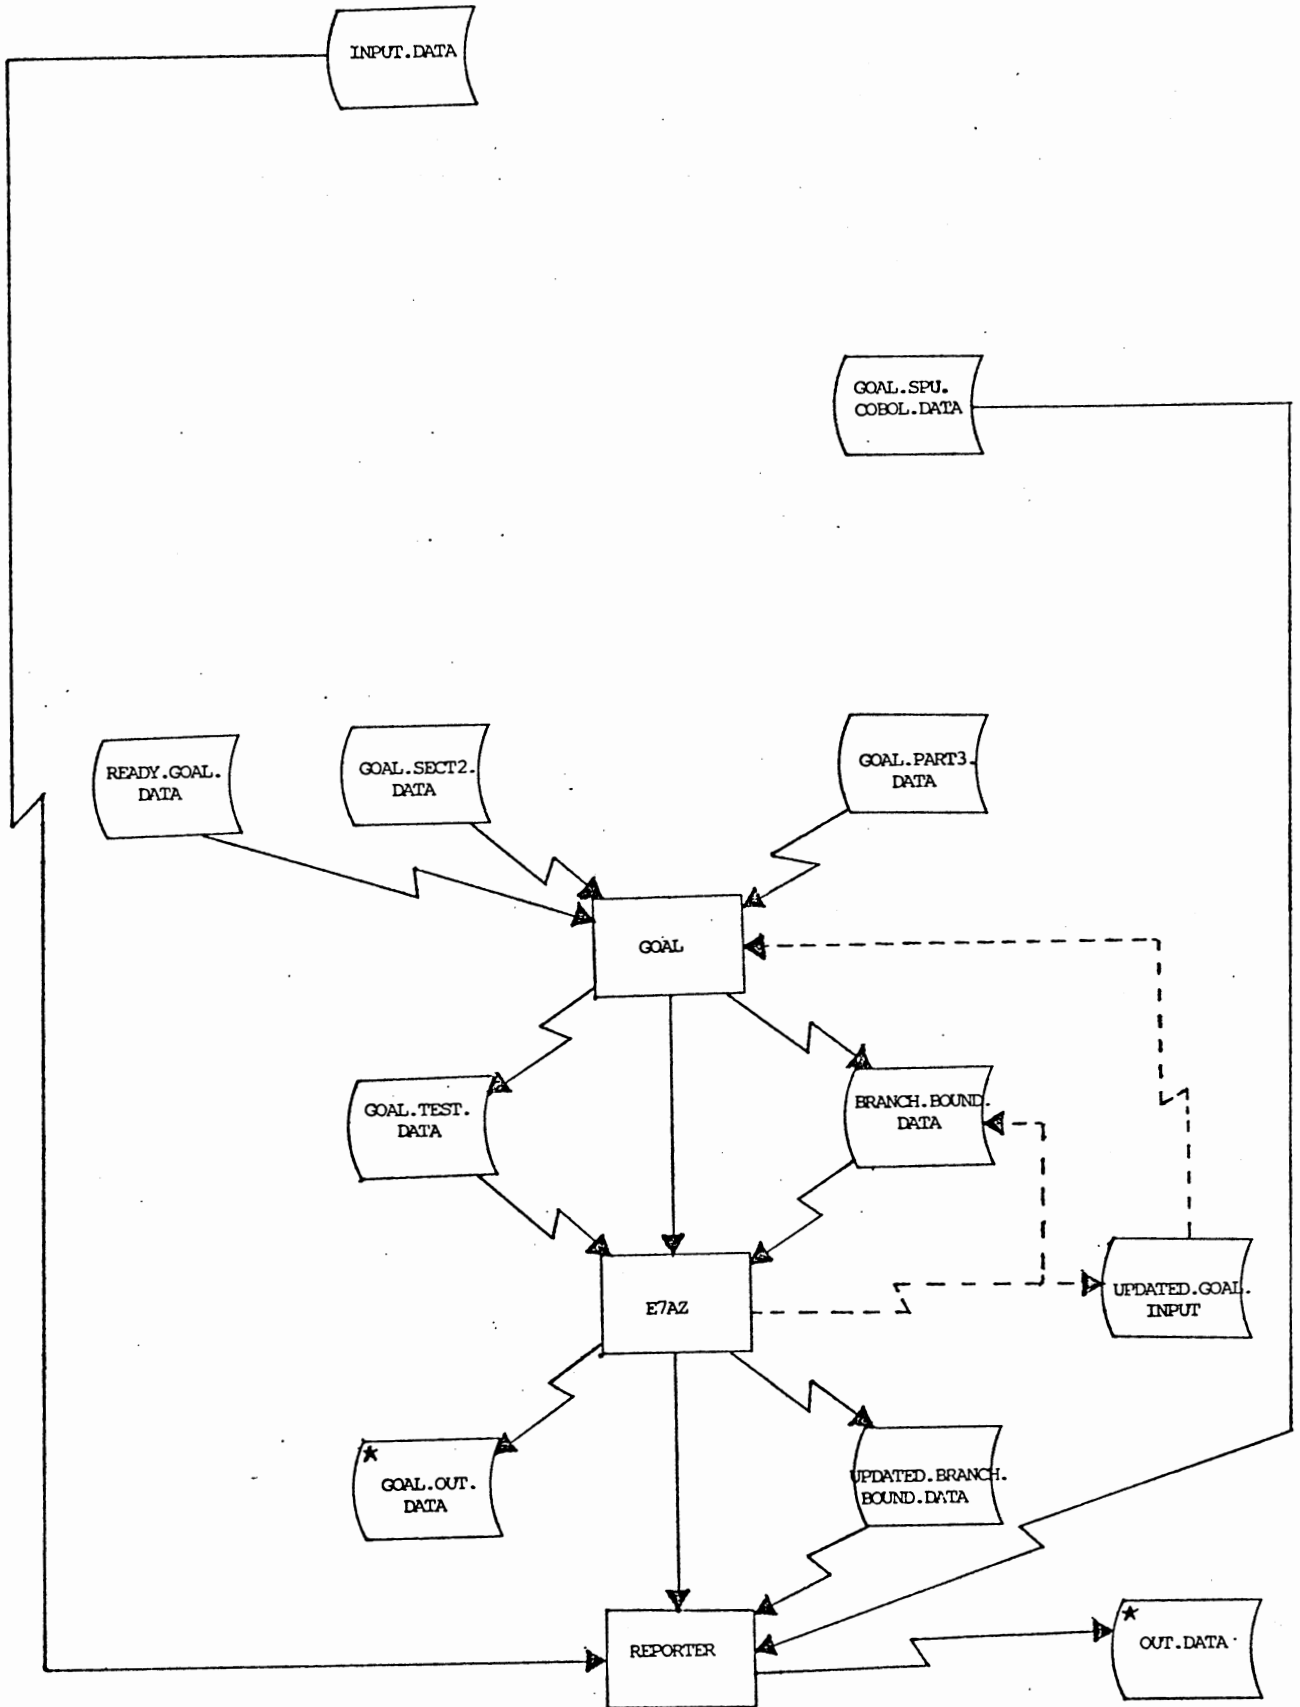 INPUT.DATA
GOAL.SPU.
COBOL.DATA
READY.GOAL.
DATA
GOAL.SECT2.
DATA
GOAL.PART3.
DATA
GOAL
GOAL.TEST.
DATA
BRANCH.BOUND.
DATA
E7AZ
UPDATED.GOAL.
INPUT
★
GOAL.OUT.
DATA
UPDATED.BRANCH.
BOUND.DATA
REPORTER
★
OUT.DATA